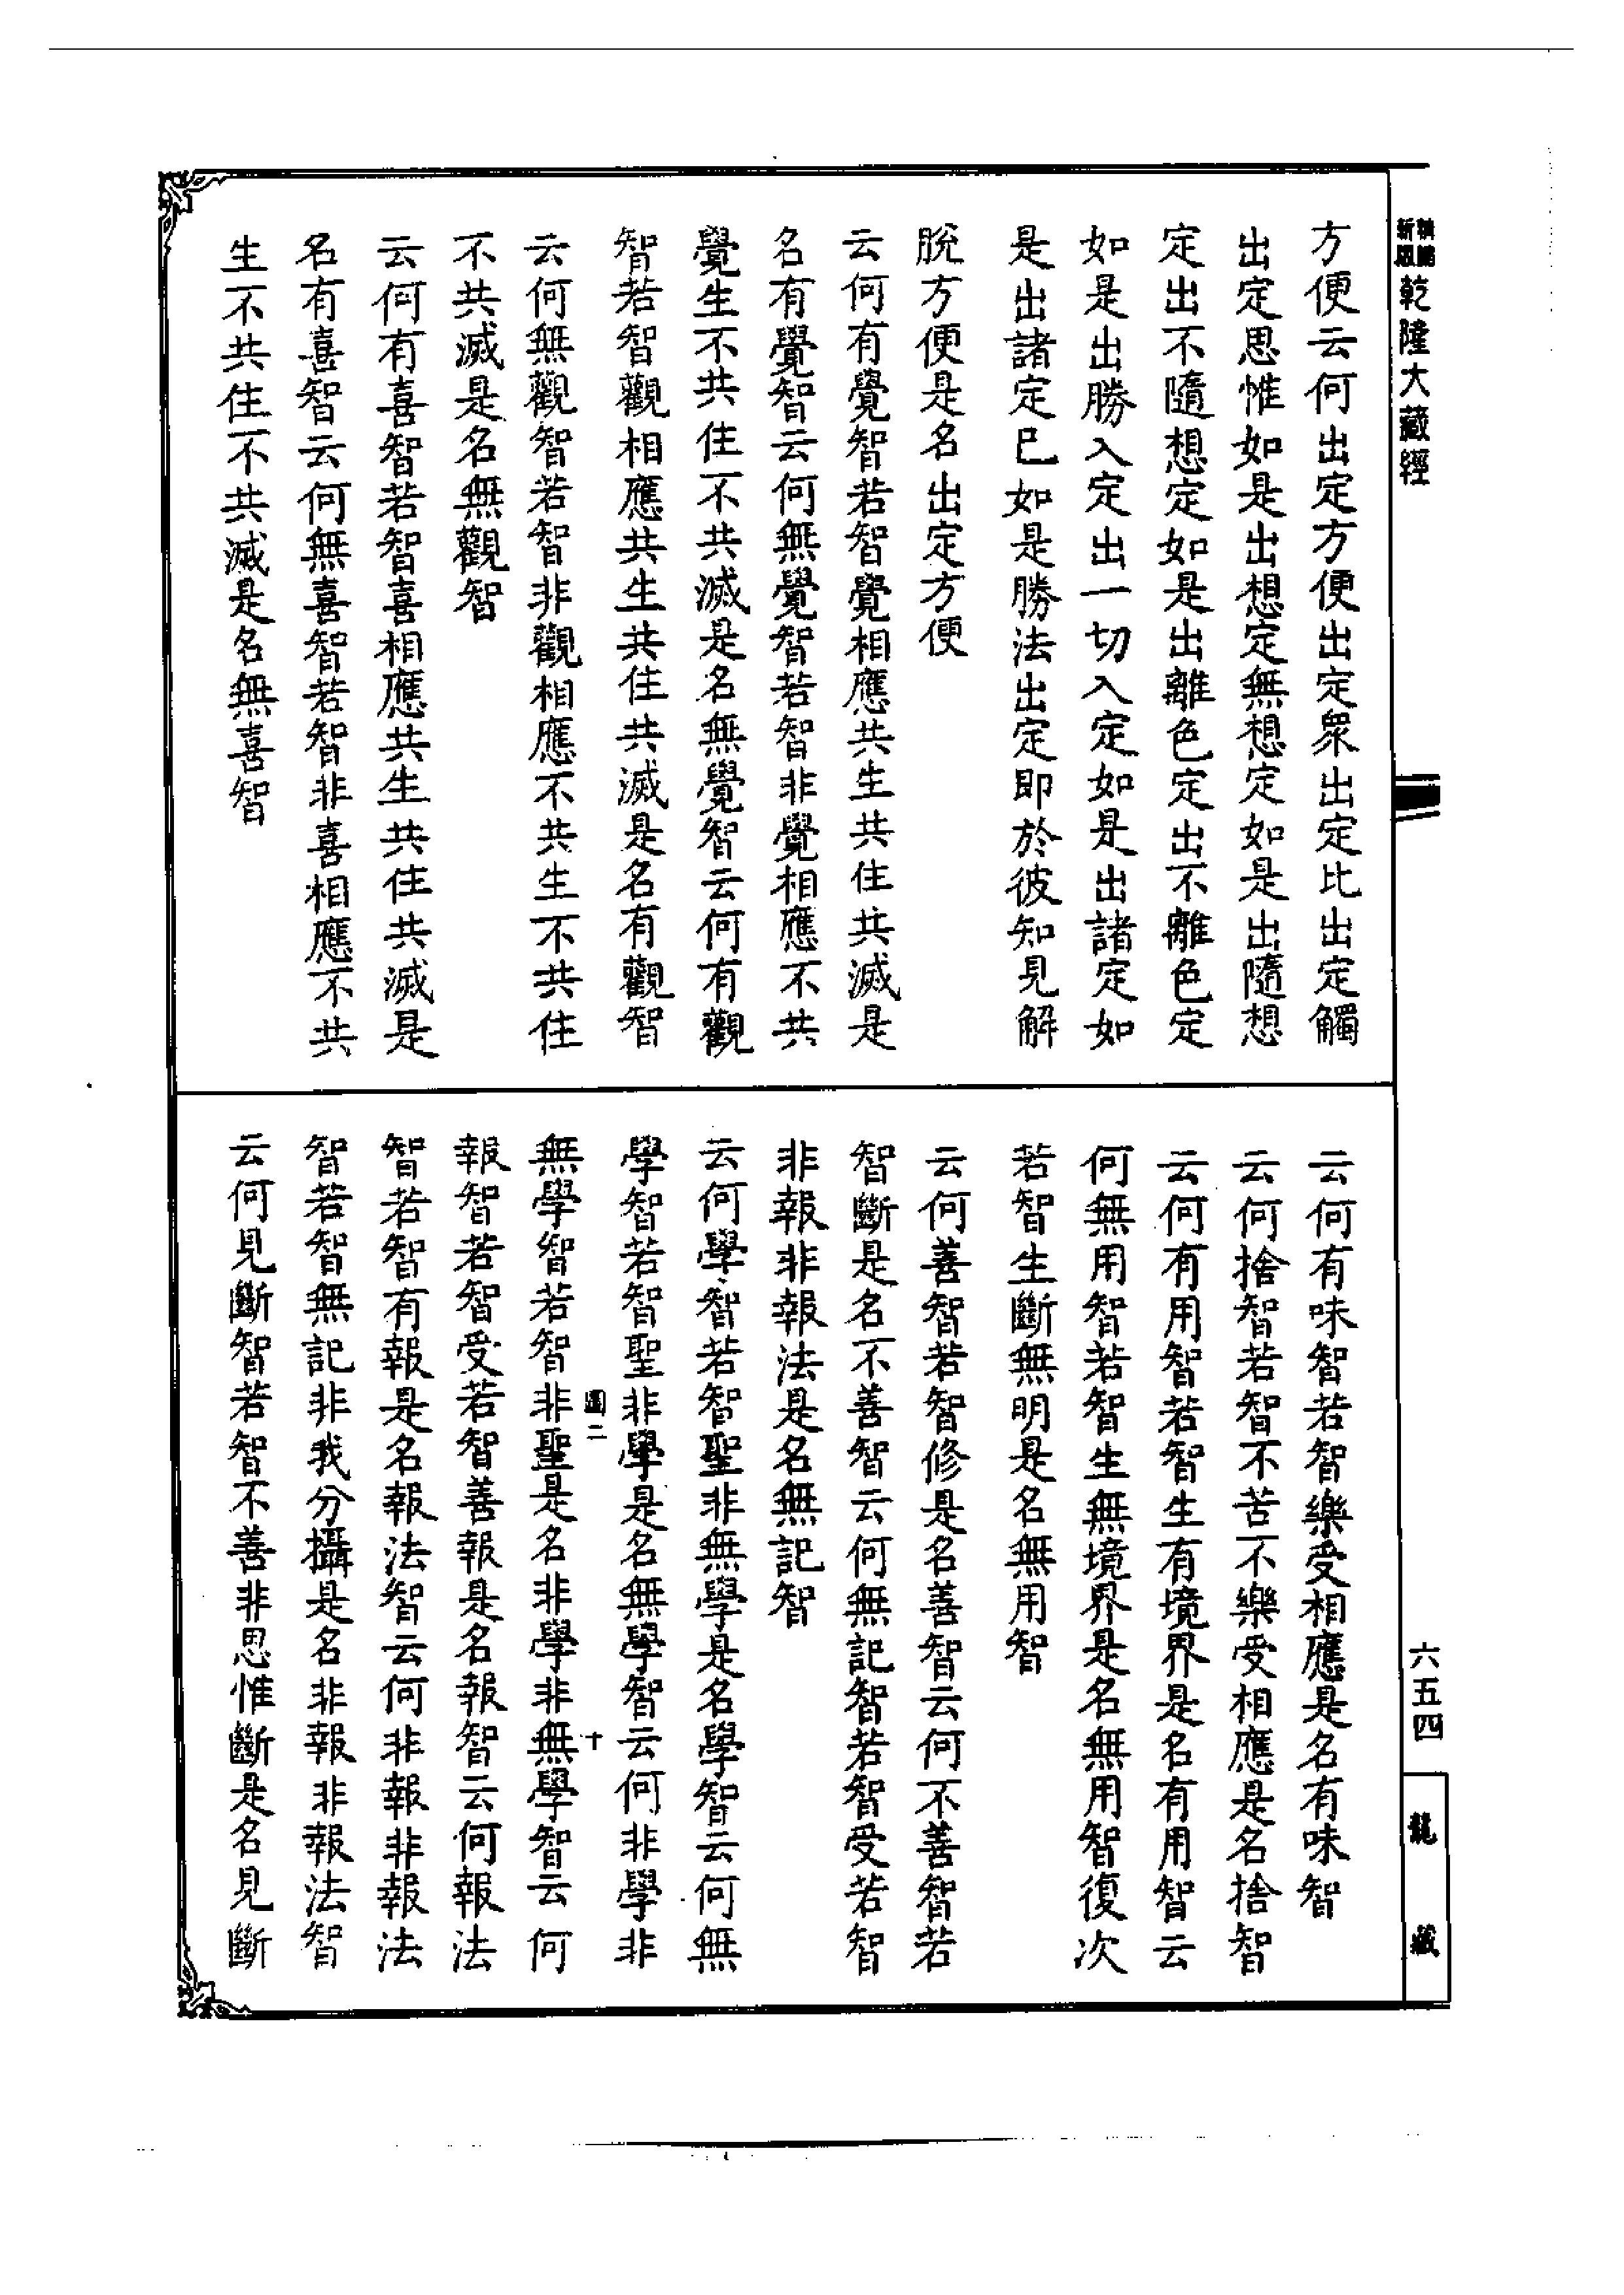 乾隆大藏經
方便云何出定方便出定眾出定比出定觸
出定思惟如是出想定無想定如是出隨想
定出不隨想定如是出離色定出不離色定
如是出勝入定出一切入定如是出諸定如
是出諸定已如是勝法出定即於彼知見解
脫方便是名出定方便
云何有覺智若智覺相應共生共住共滅是
名有覺智云何無覺智若智非覺相應不共
覺生不共住不共滅是名無覺智云何有觀
智若智觀相應共生共住共滅是名有觀智
云何無觀智若智非觀相應不共生不共住
不共滅是名無觀智
云何有喜智若智喜相應共生共住共滅是
名有喜智云何無喜智若智非喜相應不共
生不共住不共滅是名無喜智
云何有味智若智樂受相應是名有味智
云何捨智若智不苦不樂受相應是名捨智
云何有用智若智生有境界是名有用智云
何無用智若智生無境界是名無用智復次
若智生斷無明是名無用智
云何善智若智修是名善智云何不善智若
智斷是名不善智云何無記智若智受若智
非報非報法是名無記智
云何學智若智聖非無學是名學智云何無
學智若智聖非學是名無學智云何非學非
圖二
十
無學智若智非聖是名非學非無學智云何
報智若智受若智善報是名報智云何報法
智若智有報是名報法智云何非報非報法
智若智無記非我分攝是名非報非報法智
云何見斷智若智不善非思惟斷是名見斷
六五四
龍藏